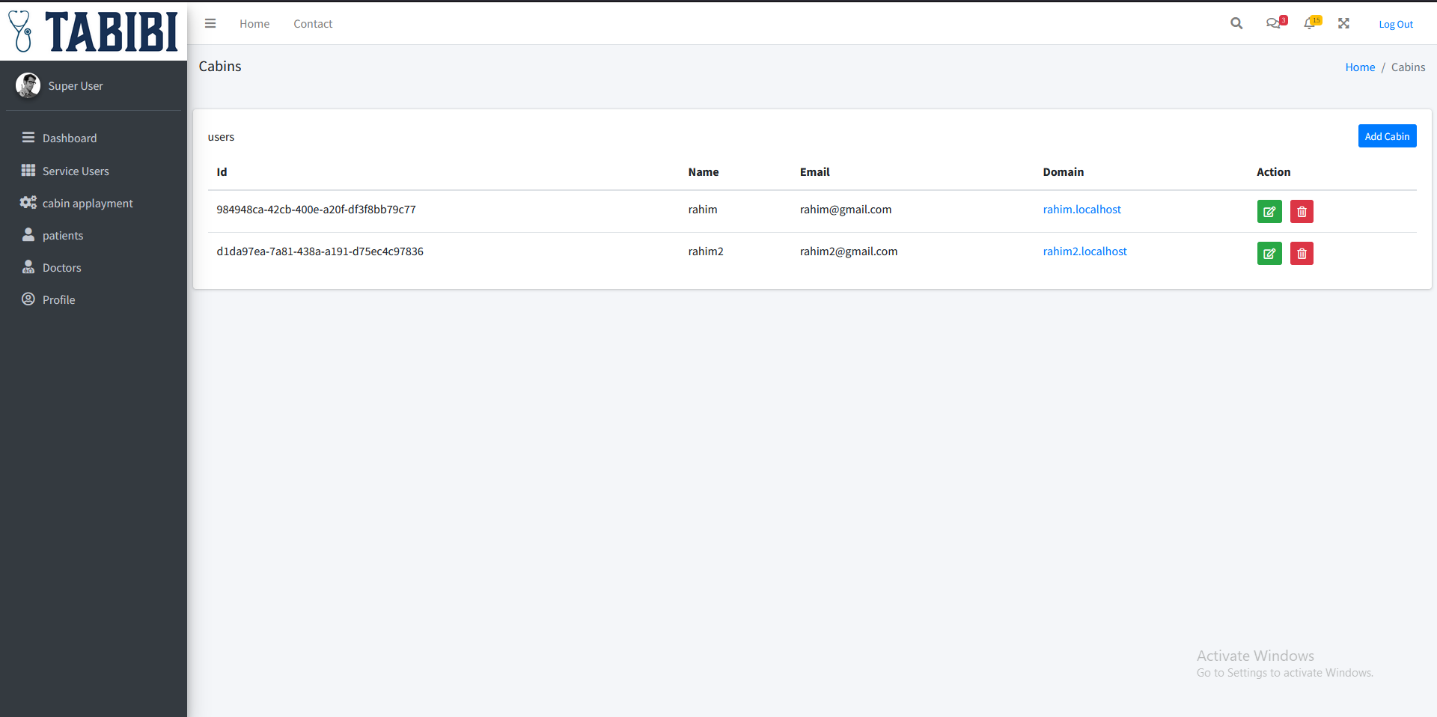 TABIBI
Home Contact
3
15
Log Out
Super User
Cabins
Home / Cabins
Dashboard
Service Users
cabin applayment
patients
Doctors
Profile
users
Add Cabin
Id Name Email Domain Action
984948ca-42cb-400e-a20f-df3f8bb79c77 rahim rahim@gmail.com rahim.localhost
d1da97ea-7a81-438a-a191-d75ec4c97836 rahim2 rahim2@gmail.com rahim2.localhost
Activate Windows
Go to Settings to activate Windows.